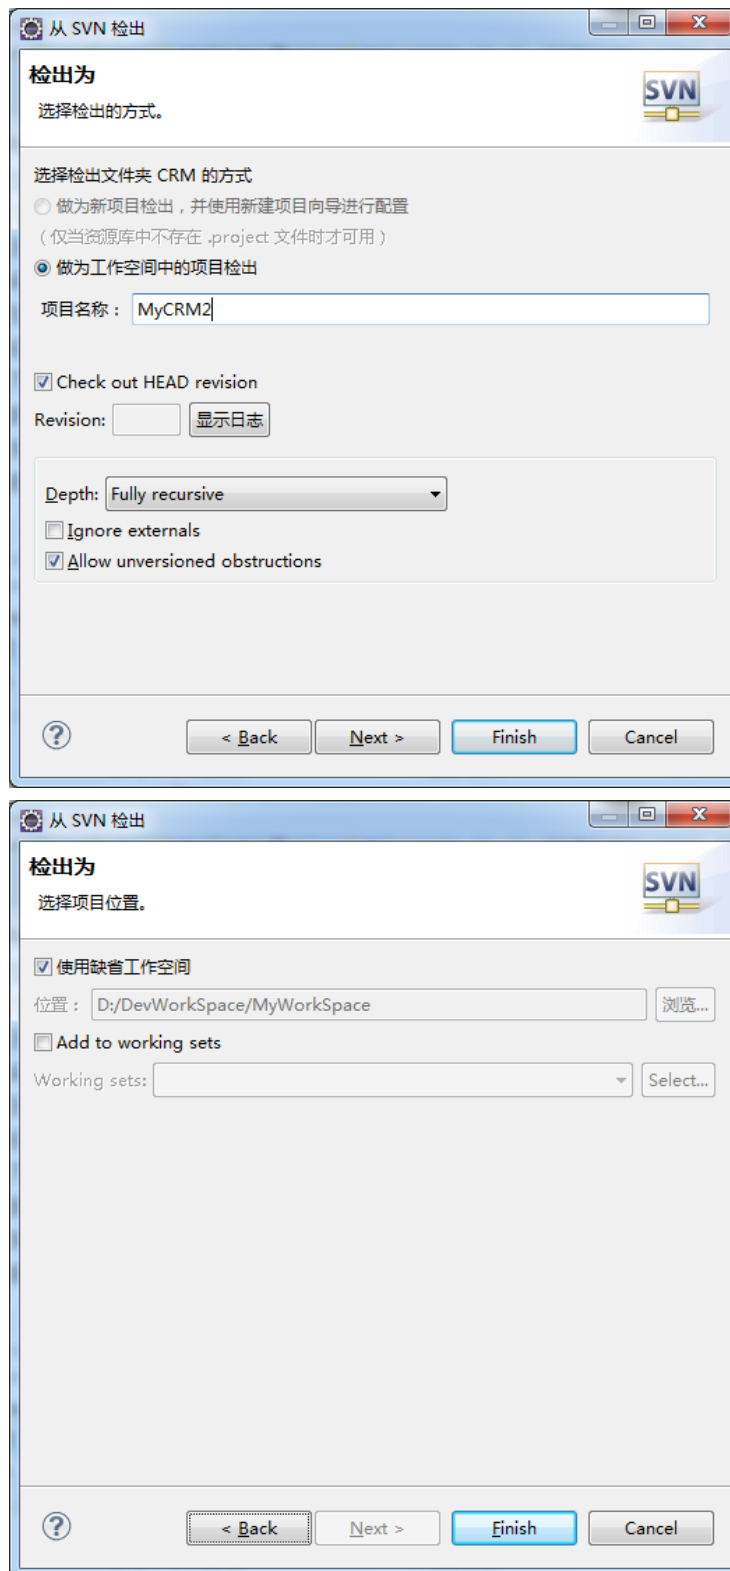 从 SVN 检出
检出为
选择检出的方式。
SVN
选择检出文件夹 CRM 的方式
做为新项目检出，并使用新建项目向导进行配置
（仅当资源库中不存在 .project 文件时才可用）
做为工作空间中的项目检出
项目名称： MyCRM2
Check out HEAD revision
Revision: 显示日志
Depth: Fully recursive
Ignore externals
Allow unversioned obstructions
? < Back Next > Finish Cancel
从 SVN 检出
检出为
选择项目位置。
SVN
使用缺省工作空间
位置： D:/DevWorkSpace/MyWorkSpace 浏览...
Add to working sets
Working sets: Select...
? < Back Next > Finish Cancel